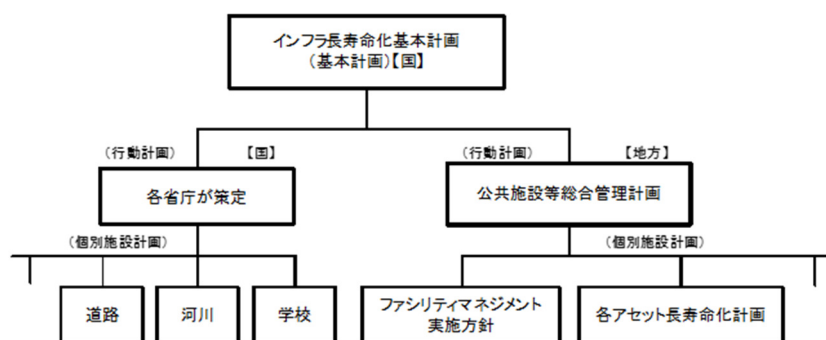 インフラ長寿命化基本計画
(基本計画)【国】
(行動計画) 【国】
(行動計画) 【地方】
各省庁が策定
公共施設等総合管理計画
(個別施設計画)
(個別施設計画)
道路
河川
学校
ファシリティマネジメント
実施方針
各アセット長寿命化計画